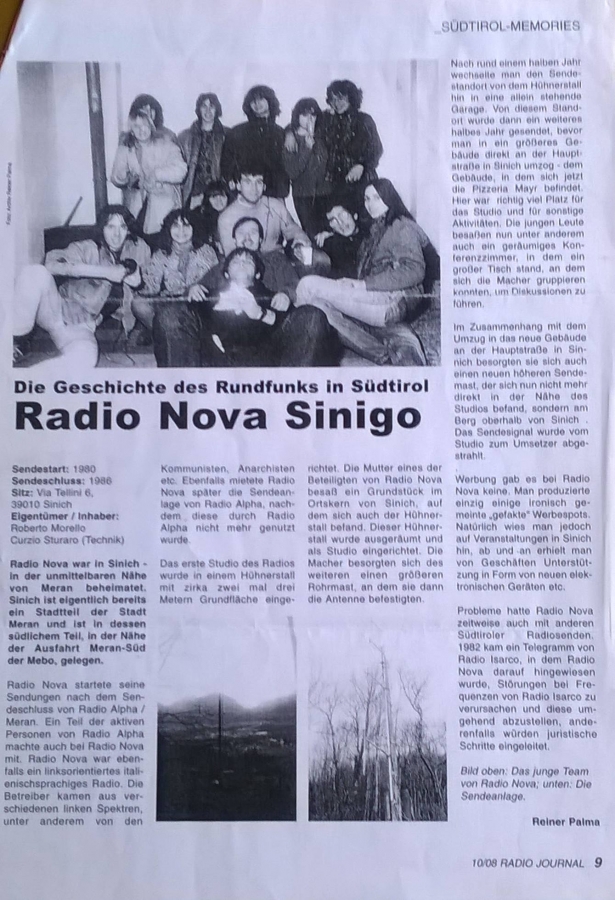 _SÜDTIROL-MEMORIES
Foto: Archiv Reiner Palma
Die Geschichte des Rundfunks in Südtirol
Radio Nova Sinigo
Sendestart: 1980
Sendeschluss: 1986
Sitz: Via Tellini 6,
39010 Sinich
Eigentümer / Inhaber:
Roberto Morello
Curzio Sturaro (Technik)
Radio Nova war in Sinich -
in der unmittelbaren Nähe
von Meran beheimatet.
Sinich ist eigentlich bereits
ein Stadtteil der Stadt
Meran und ist in dessen
südlichem Teil, in der Nähe
der Ausfahrt Meran-Süd
der Mebo, gelegen.
Radio Nova startete seine
Sendungen nach dem Sen-
deschluss von Radio Alpha /
Meran. Ein Teil der aktiven
Personen von Radio Alpha
machte auch bei Radio Nova
mit. Radio Nova war eben-
falls ein linksorientiertes itali-
enischsprachiges Radio. Die
Betreiber kamen aus ver-
schiedenen linken Spektren,
unter anderem von den
Kommunisten, Anarchisten
etc. Ebenfalls mietete Radio
Nova später die Sendean-
lage von Radio Alpha, nach-
dem diese durch Radio
Alpha nicht mehr genutzt
wurde.
Das erste Studio des Radios
wurde in einem Hühnerstall
mit zirka zwei mal drei
Metern Grundfläche einge-
richtet. Die Mutter eines der
Beteiligten von Radio Nova
besaß ein Grundstück im
Ortskern von Sinich, auf
dem sich auch der Hühner-
stall befand. Dieser Hühner-
stall wurde ausgeräumt und
als Studio eingerichtet. Die
Macher besorgten sich des
weiteren einen größeren
Rohrmast, an dem sie dann
die Antenne befestigten.
Nach rund einem halben Jahr
wechselte man den Sende-
standort von dem Hühnerstall
hin in eine allein stehende
Garage. Von diesem Stand-
ort wurde dann ein weiteres
halbes Jahr gesendet, bevor
man in ein größeres Ge-
bäude direkt an der Haupt-
straße in Sinich umzog - dem
Gebäude, in dem sich jetzt
die Pizzeria Mayr befindet.
Hier war richtig viel Platz für
das Studio und für sonstige
Aktivitäten. Die jungen Leute
besaßen nun unter anderem
auch ein geräumiges Kon-
ferenzzimmer, in dem ein
großer Tisch stand, an dem
sich die Macher gruppieren
konnten, um Diskussionen zu
führen.
Im Zusammenhang mit dem
Umzug in das neue Gebäude
an der Hauptstraße in Sin-
nich besorgten sie sich auch
einen neuen höheren Sende-
mast, der sich nun nicht mehr
direkt in der Nähe des
Studios befand, sondern am
Berg oberhalb von Sinich .
Das Sendesignal wurde vom
Studio zum Umsetzer abge-
strahlt.
Werbung gab es bei Radio
Nova keine. Man produzierte
einzig einige ironisch ge-
meinte „gefakte“ Werbespots.
Natürlich wies man jedoch
auf Veranstaltungen in Sinich
hin, ab und an erhielt man
von Geschäften Unterstüt-
zung in Form von neuen elek-
tronischen Geräten etc.
Probleme hatte Radio Nova
zeitweise auch mit anderen
Südtiroler Radiosendern.
1982 kam ein Telegramm von
Radio Isarco, in dem Radio
Nova darauf hingewiesen
wurde, Störungen bei Fre-
quenzen von Radio Isarco zu
verursachen und diese um-
gehend abzustellen, ande-
renfalls würden juristische
Schritte eingeleitet.
Bild oben: Das junge Team
von Radio Nova; unten: Die
Sendeanlage.
Reiner Palma
10/08 RADIO JOURNAL 9